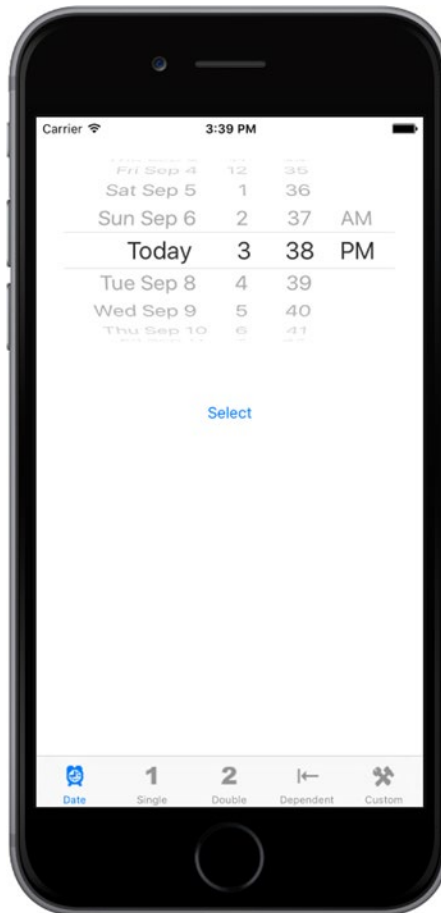 Carrier 3:39 PM
Fri Sep 4 12 35
Sat Sep 5 1 36
Sun Sep 6 2 37 AM
Today 3 38 PM
Tue Sep 8 4 39
Wed Sep 9 5 40
Thu Sep 10 6 41
Select
1 2
Date Single Double Dependent Custom